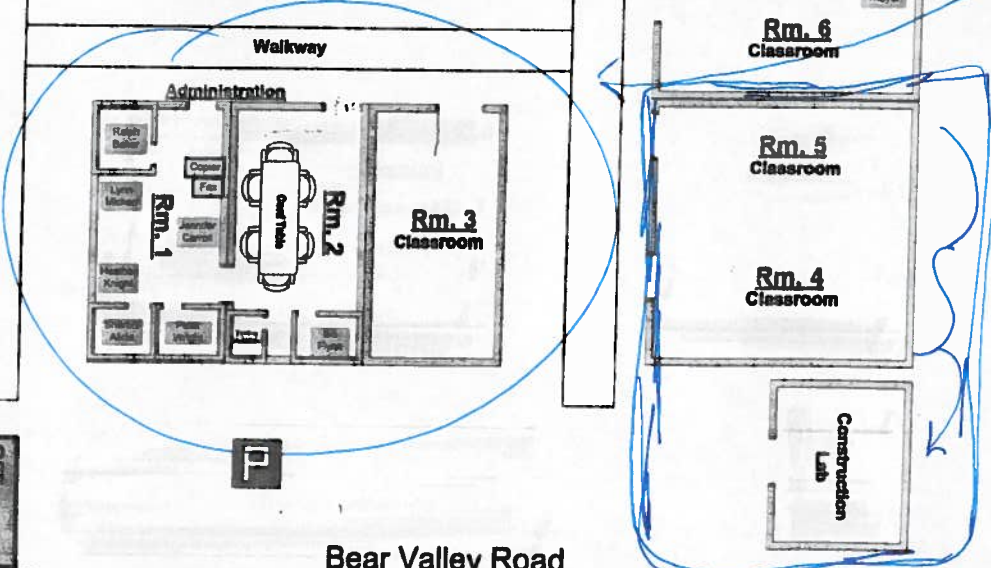 Rm. 6
Classroom
Walkway
Administration
Ralph
Baker
Copier
Fax
Lynn
Michael
Jennifer
Carroll
Rm. 1
Heather
Knight
Conf Table
Rm. 2
Rm. 3
Classroom
Rm. 5
Classroom
Rm. 4
Classroom
Construction
Lab
P
Bear Valley Road